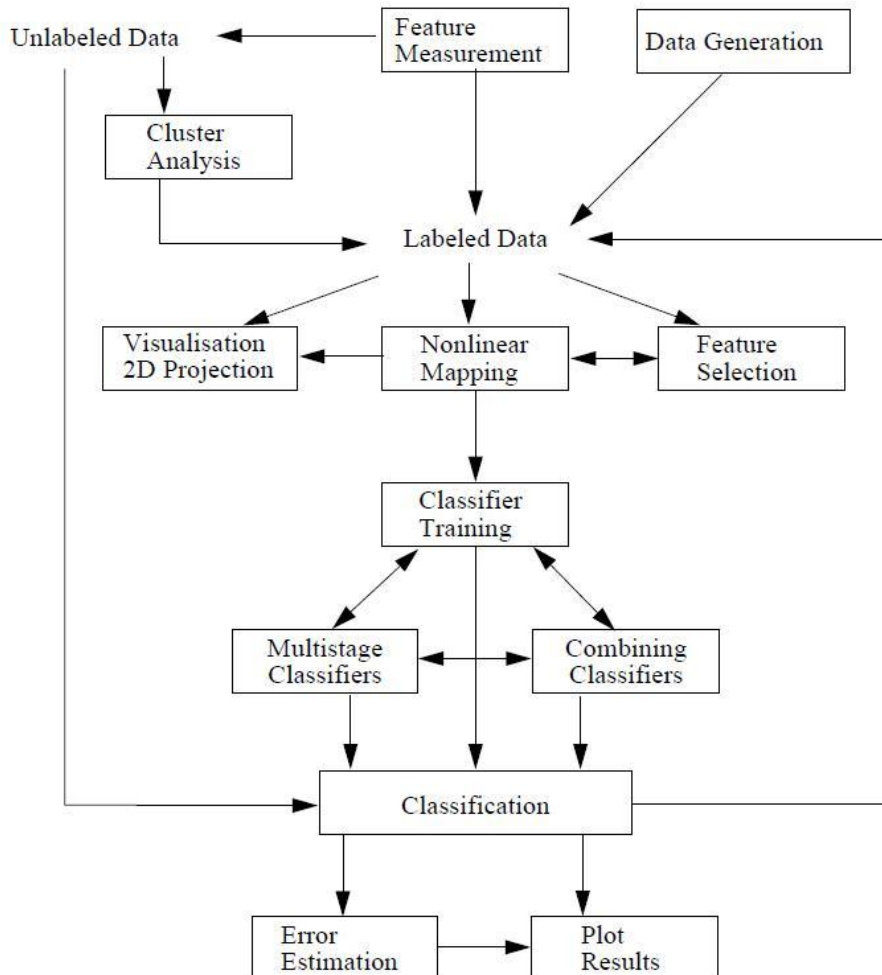 Unlabeled Data
Feature
Measurement
Data Generation
Cluster
Analysis
Labeled Data
Visualisation
2D Projection
Nonlinear
Mapping
Feature
Selection
Classifier
Training
Multistage
Classifiers
Combining
Classifiers
Classification
Error
Estimation
Plot
Results